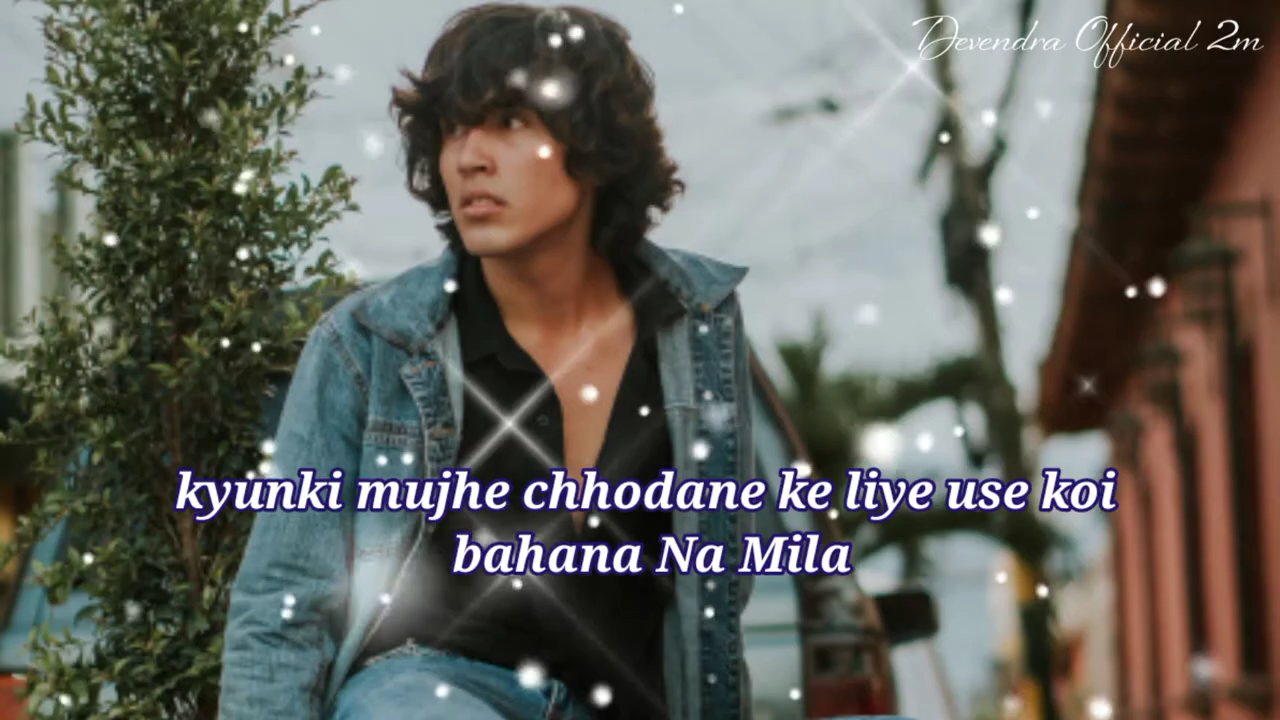 Devendra Official 2m
kyunki mujhe chhodane ke liye use koi
bahana Na Mila